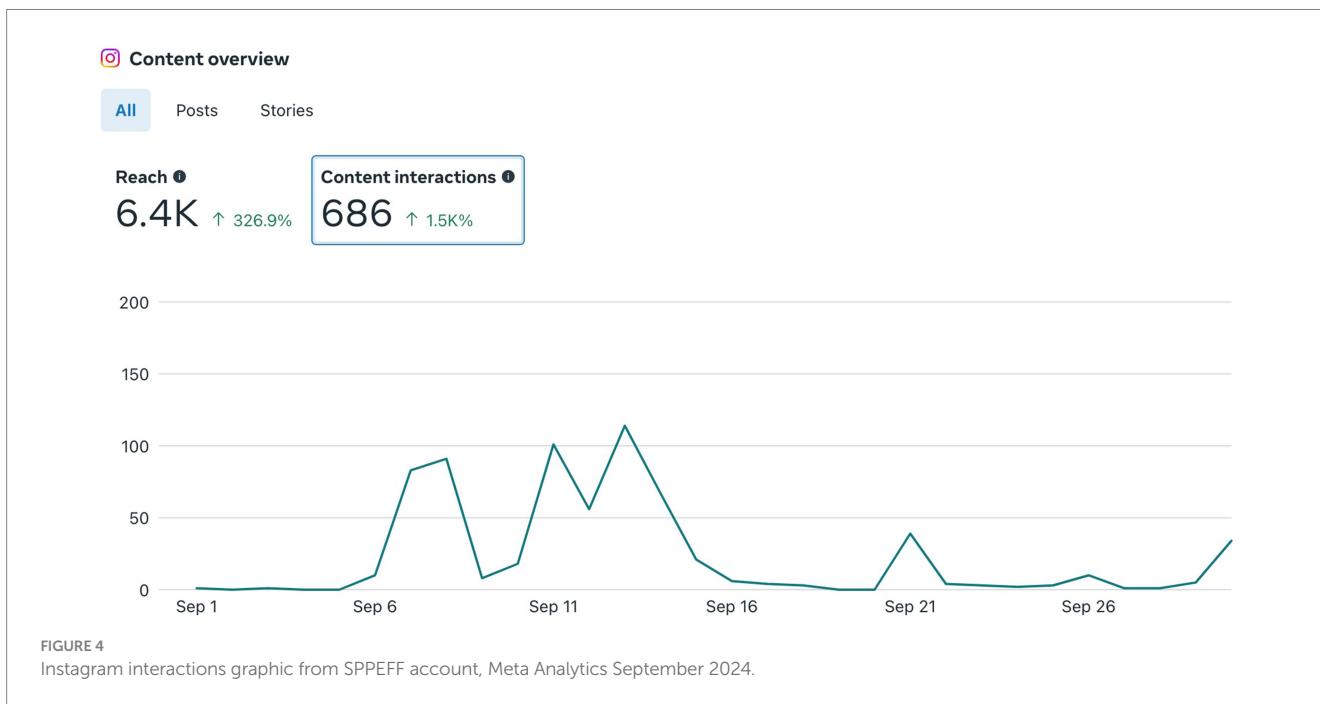 Content overview
All Posts Stories
Reach Content interactions
6.4K ↑ 326.9% 686 ↑ 1.5K%
200
150
100
50
0
Sep 1 Sep 6 Sep 11 Sep 16 Sep 21 Sep 26
FIGURE 4
Instagram interactions graphic from SPPEFF account, Meta Analytics September 2024.